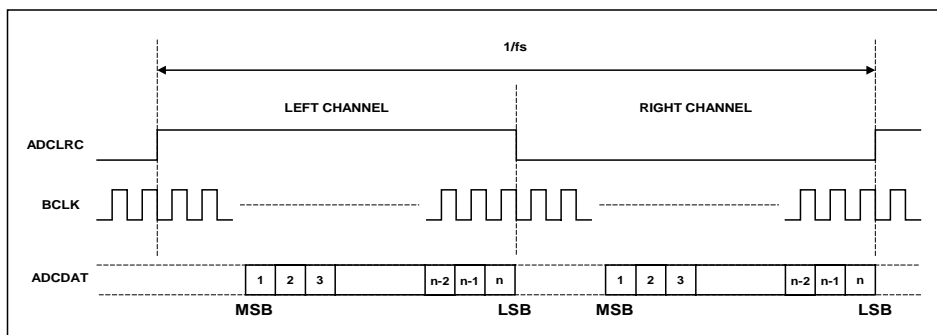 1/fs
LEFT CHANNEL RIGHT CHANNEL
ADCLRC
BCLK
ADCDAT 1 2 3 n-2 n-1 n 1 2 3 n-2 n-1 n
MSB LSB MSB LSB